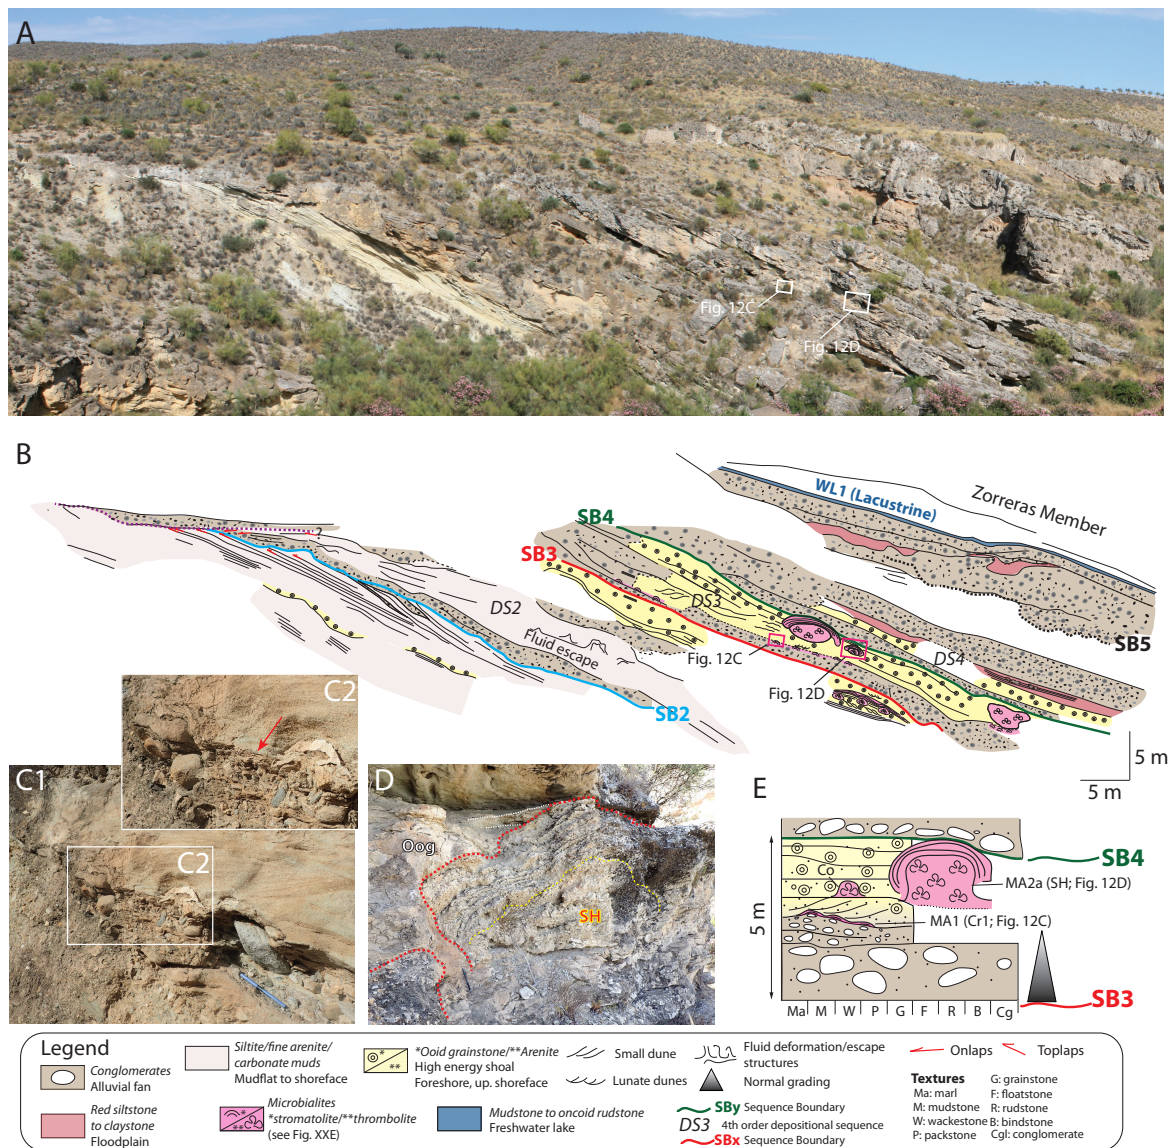 A
Fig. 12C
Fig. 12D
B
WL1 (Lacustrine)
Zorreras Member
SB4
SB3
?
DS3
DS2
Fluid escape
SB5
DS4
Fig. 12C
Fig. 12D
SB2
5 m
5 m
C2
C1
C2
D
Oog
SH
E
SB4
Co
MA2a (SH; Fig. 12D)
MA1 (Cr1; Fig. 12C)
5 m
SB3
Ma M W P G F R B Cg
Legend
Conglomerates
Alluvial fan
Red siltstone
to claystone
Floodplain
Siltite/fine arenite/
carbonate muds
Mudflat to shoreface
Microbialites
*stromatolite/**thrombolite
(see Fig. XXE)
*
**
*
**
*Ooid grainstone/**Arenite
High energy shoal
Foreshore, up. shoreface
Mudstone to oncoid rudstone
Freshwater lake
Small dune
Lunate dunes
Fluid deformation/escape
structures
Normal grading
SBy Sequence Boundary
DS3 4th order depositional sequence
SBx Sequence Boundary
Onlaps
Toplaps
Textures
Ma: marl
M: mudstone
W: wackestone
P: packstone
G: grainstone
F: floatstone
R: rudstone
B: bindstone
Cgl: conglomerate